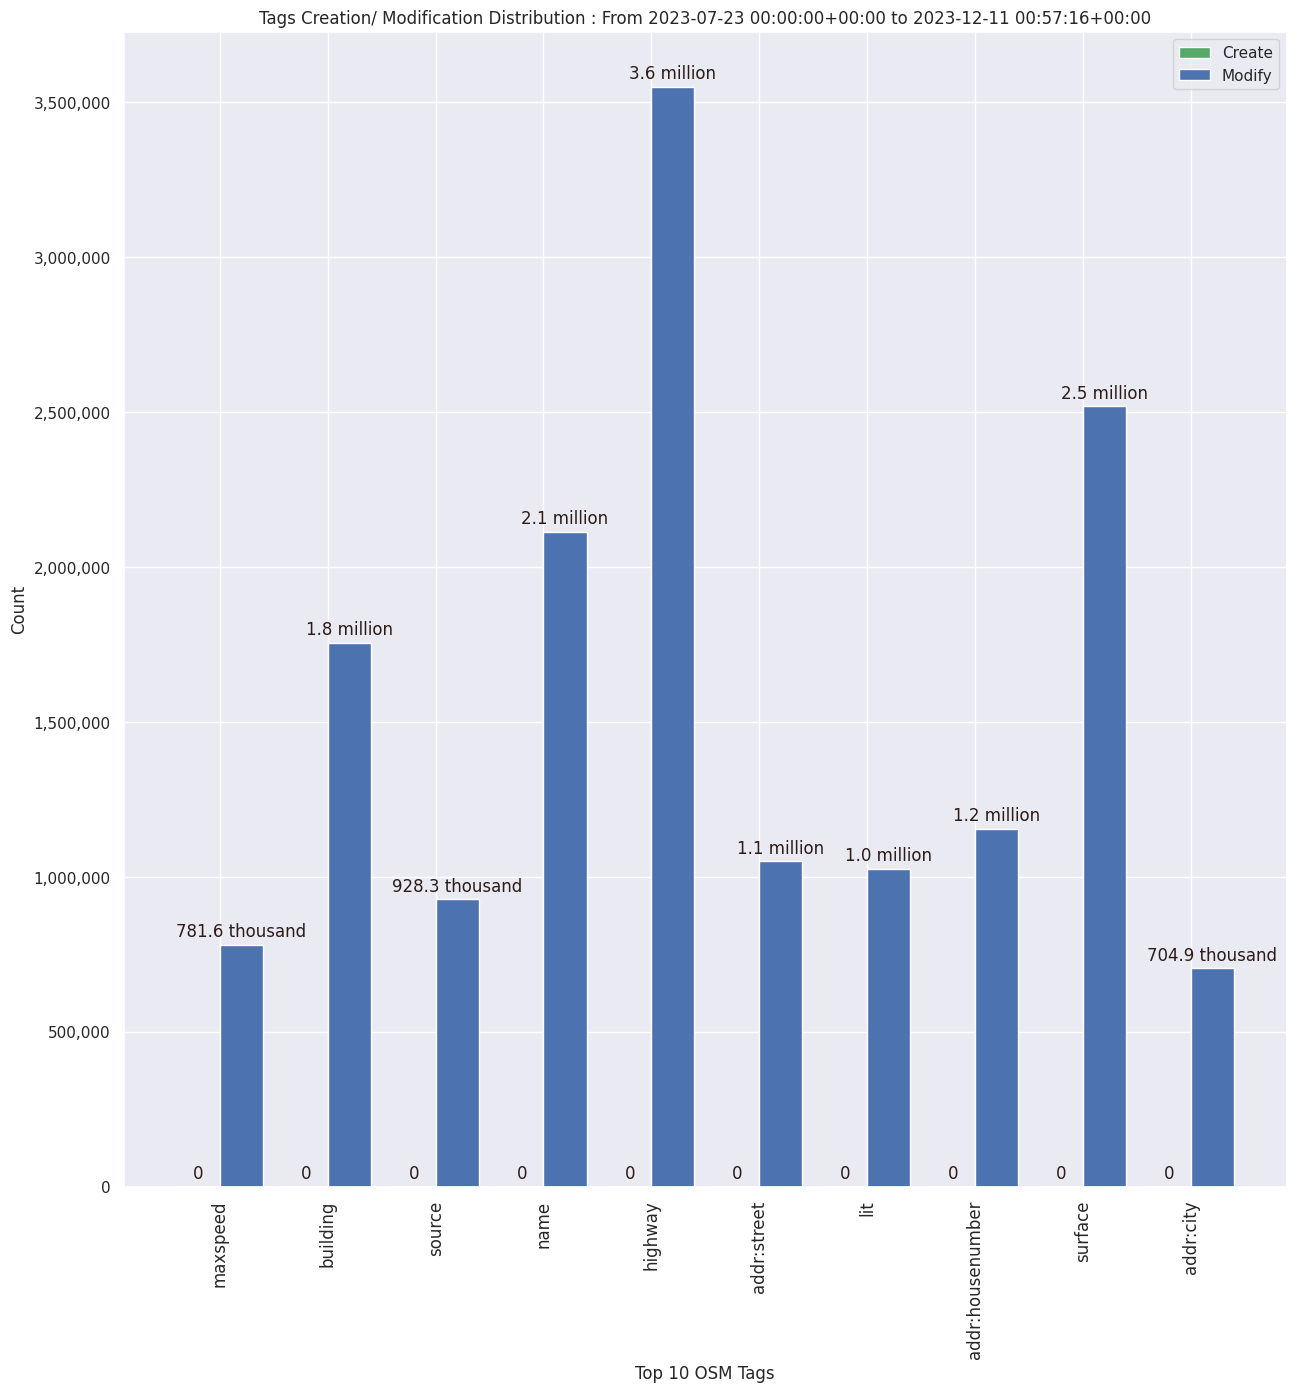 Tags Creation/ Modification Distribution : From 2023-07-23 00:00:00+00:00 to 2023-12-11 00:57:16+00:00
Create
Modify
3.6 million
3,500,000
3,000,000
2,500,000
2.5 million
2.1 million
2,000,000
1.8 million
1,500,000
1.2 million
1.1 million
1.0 million
1,000,000
928.3 thousand
781.6 thousand
704.9 thousand
500,000
0
0 0 0 0 0 0 0 0 0 0
Count
maxspeed
building
source
name
highway
addr:street
lit
addr:housenumber
surface
addr:city
Top 10 OSM Tags